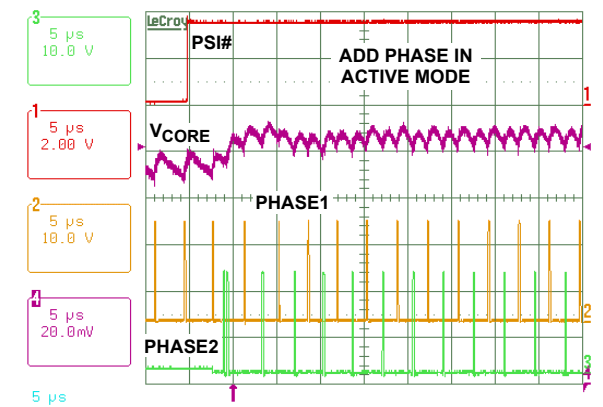 3
5 µs
10.0 V
1
5 µs
2.00 V
2
5 µs
10.0 V
4
5 µs
20.0mV
5 µs
LeCroy
PSI#
ADD PHASE IN
ACTIVE MODE
1
VCORE
PHASE1
2
PHASE2
3
4